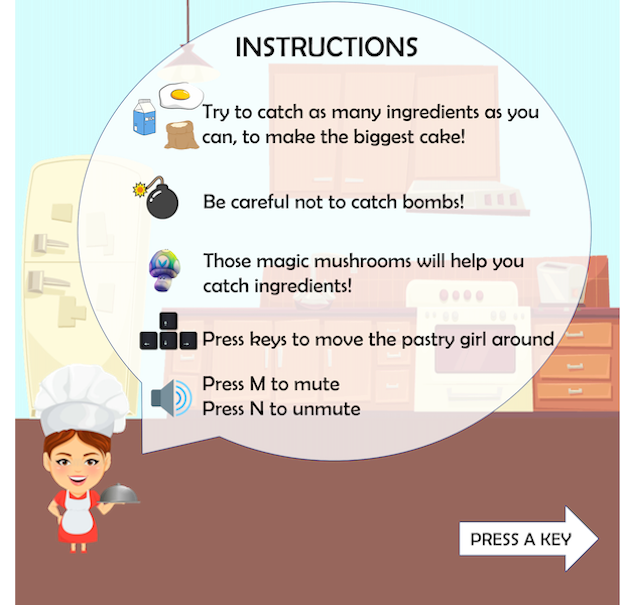 INSTRUCTIONS
Try to catch as many ingredients as you
can, to make the biggest cake!
Be careful not to catch bombs!
Those magic mushrooms will help you
catch ingredients!
Press keys to move the pastry girl around
Press M to mute
Press N to unmute
PRESS A KEY